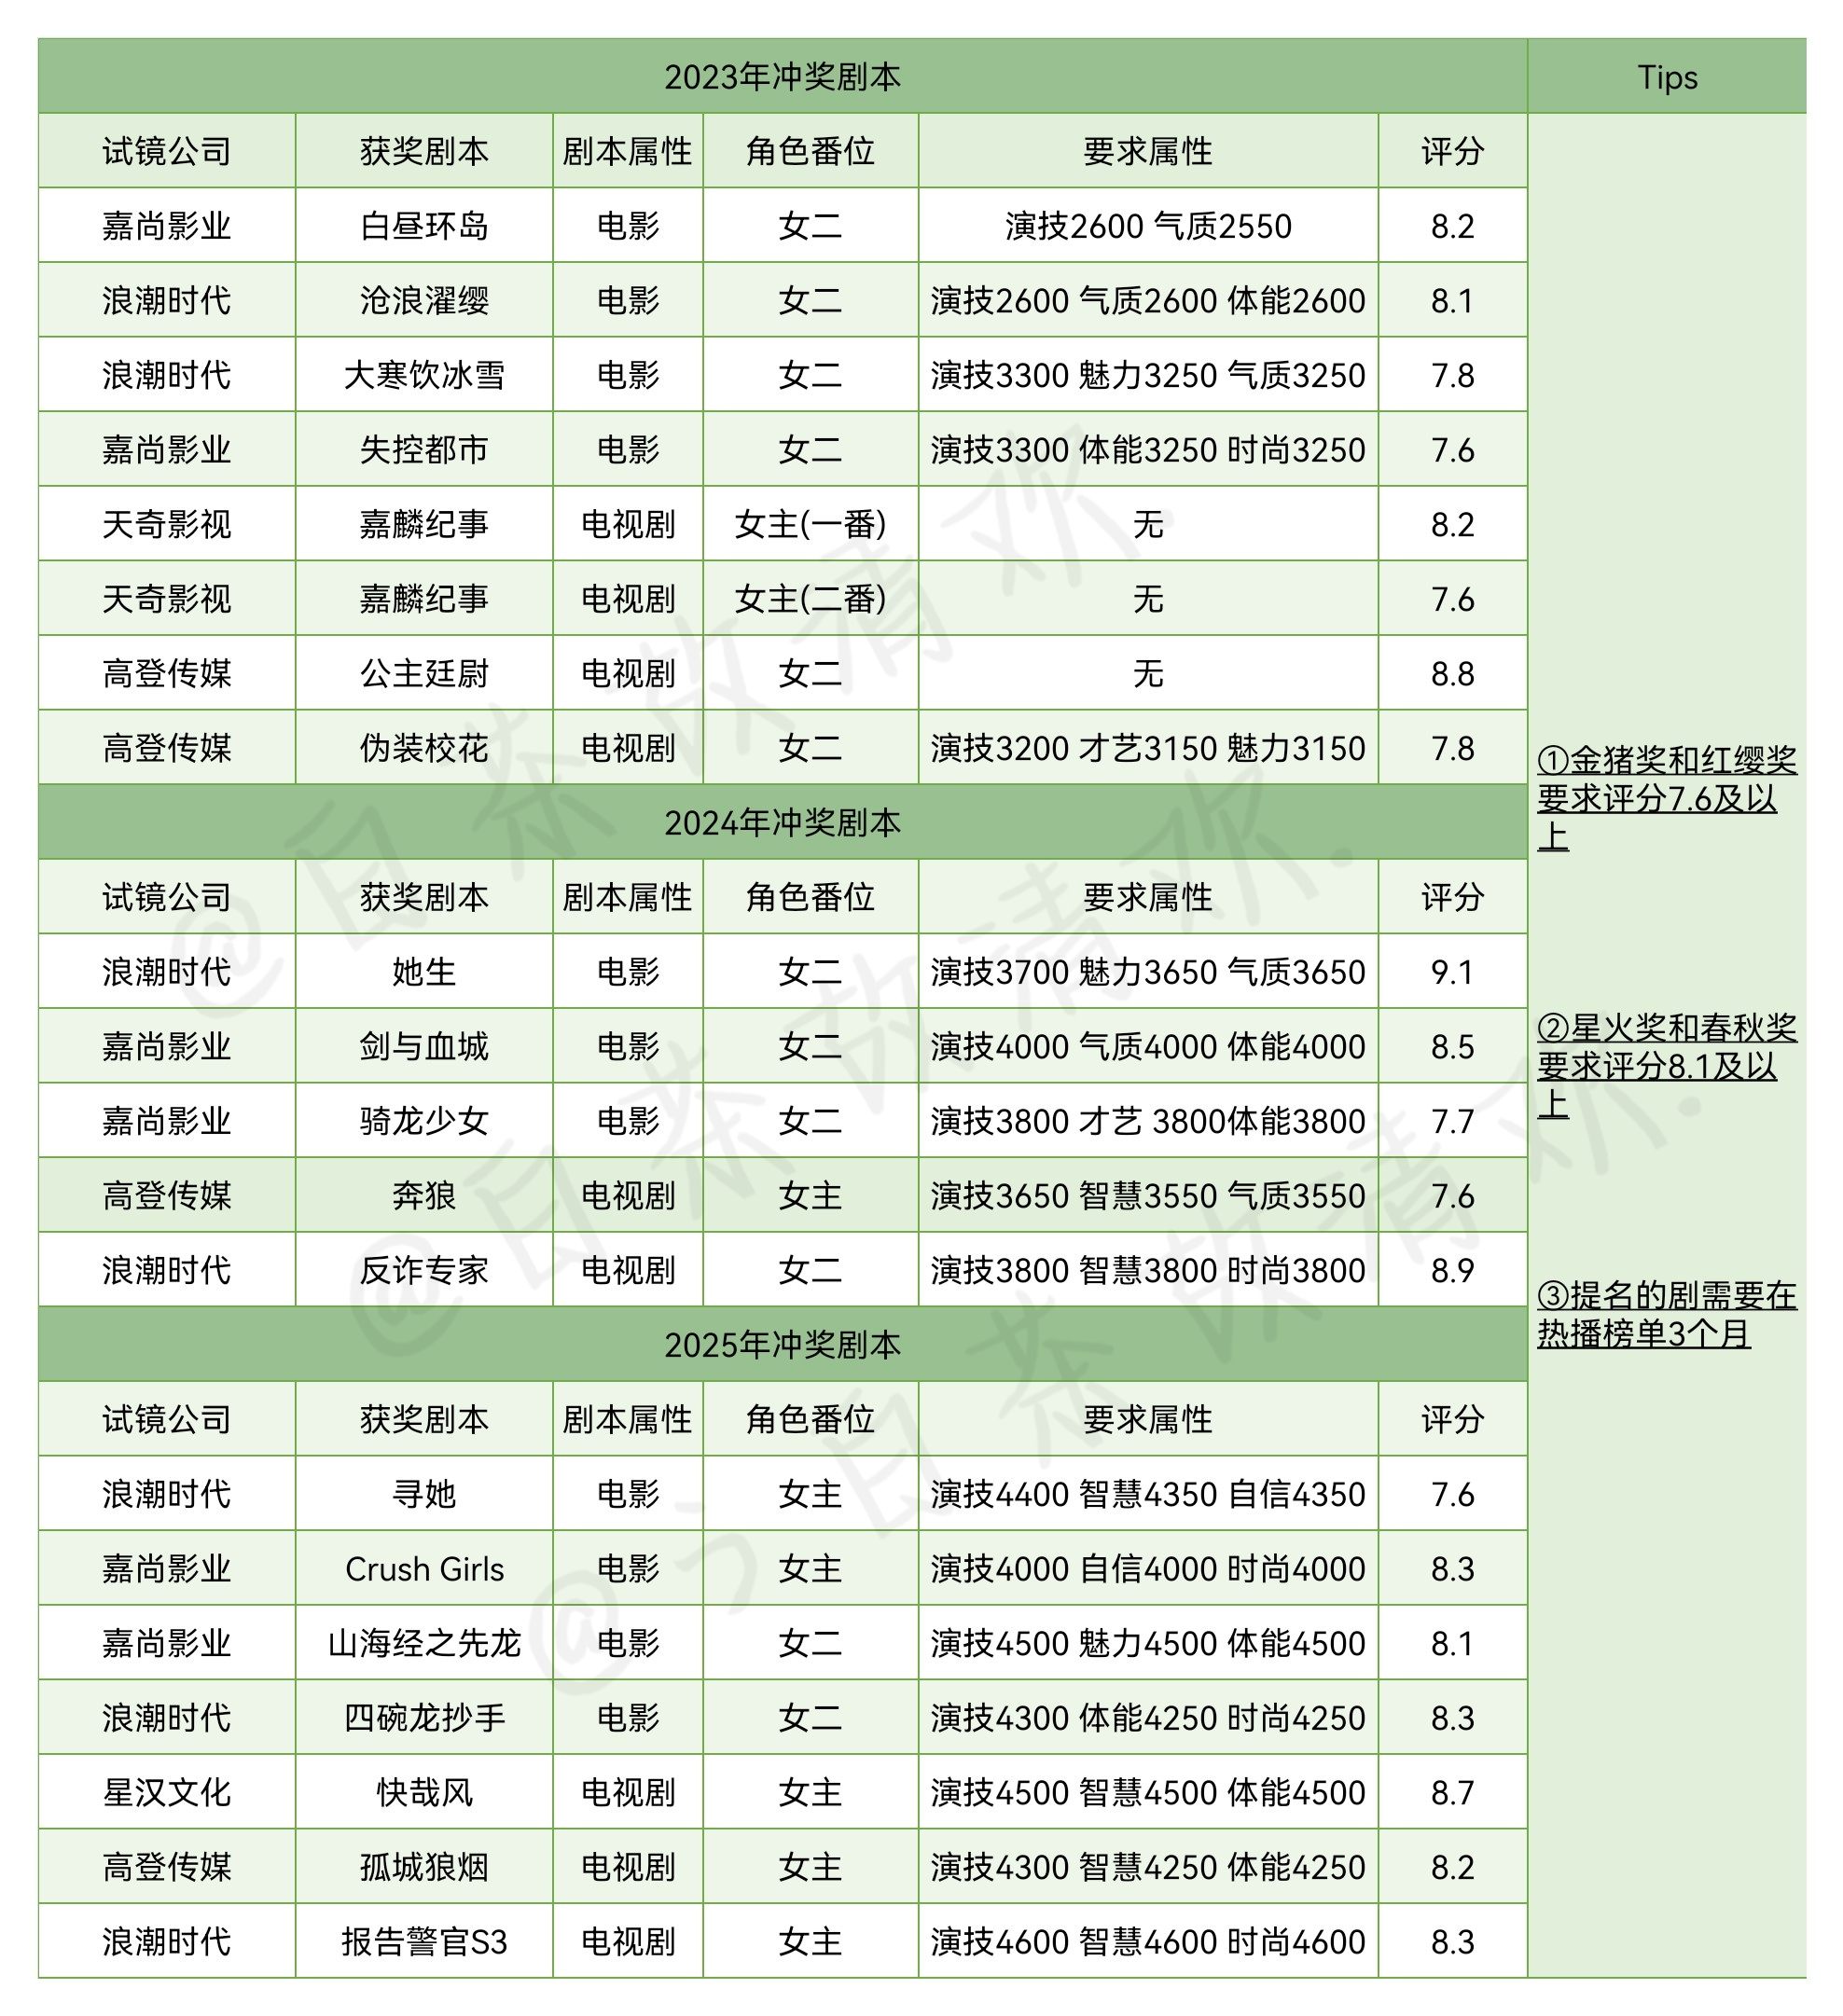 2023年冲奖剧本 Tips
试镜公司 获奖剧本 剧本属性 角色番位 要求属性 评分
嘉尚影业 白昼环岛 电影 女二 演技2600 气质2550 8.2
浪潮时代 沧浪濯缨 电影 女二 演技2600 气质2600 体能2600 8.1
浪潮时代 大寒饮冰雪 电影 女二 演技3300 魅力3250 气质3250 7.8
嘉尚影业 失控都市 电影 女二 演技3300 体能3250 时尚3250 7.6
天奇影视 嘉麟纪事 电视剧 女主(一番) 无 8.2
天奇影视 嘉麟纪事 电视剧 女主(二番) 无 7.6
高登传媒 公主廷尉 电视剧 女二 无 8.8
高登传媒 伪装校花 电视剧 女二 演技3200 才艺3150 魅力3150 7.8
2024年冲奖剧本
试镜公司 获奖剧本 剧本属性 角色番位 要求属性 评分
浪潮时代 她生 电影 女二 演技3700 魅力3650 气质3650 9.1
嘉尚影业 剑与血城 电影 女二 演技4000 气质4000 体能4000 8.5
嘉尚影业 骑龙少女 电影 女二 演技3800 才艺 3800体能3800 7.7
高登传媒 奔狼 电视剧 女主 演技3650 智慧3550 气质3550 7.6
浪潮时代 反诈专家 电视剧 女二 演技3800 智慧3800 时尚3800 8.9
2025年冲奖剧本
试镜公司 获奖剧本 剧本属性 角色番位 要求属性 评分
浪潮时代 寻她 电影 女主 演技4400 智慧4350 自信4350 7.6
嘉尚影业 Crush Girls 电影 女主 演技4000 自信4000 时尚4000 8.3
嘉尚影业 山海经之先龙 电影 女二 演技4500 魅力4500 体能4500 8.1
浪潮时代 四碗龙抄手 电影 女二 演技4300 体能4250 时尚4250 8.3
星汉文化 快哉风 电视剧 女主 演技4500 智慧4500 体能4500 8.7
高登传媒 孤城狼烟 电视剧 女主 演技4300 智慧4250 体能4250 8.2
浪潮时代 报告警官S3 电视剧 女主 演技4600 智慧4600 时尚4600 8.3
①金猪奖和红缨奖
要求评分7.6及以
上
②星火奖和春秋奖
要求评分8.1及以
上
③提名的剧需要在
热播榜单3个月